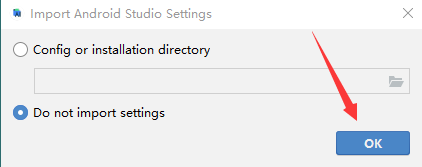 Import Android Studio Settings
Config or installation directory
Do not import settings
OK